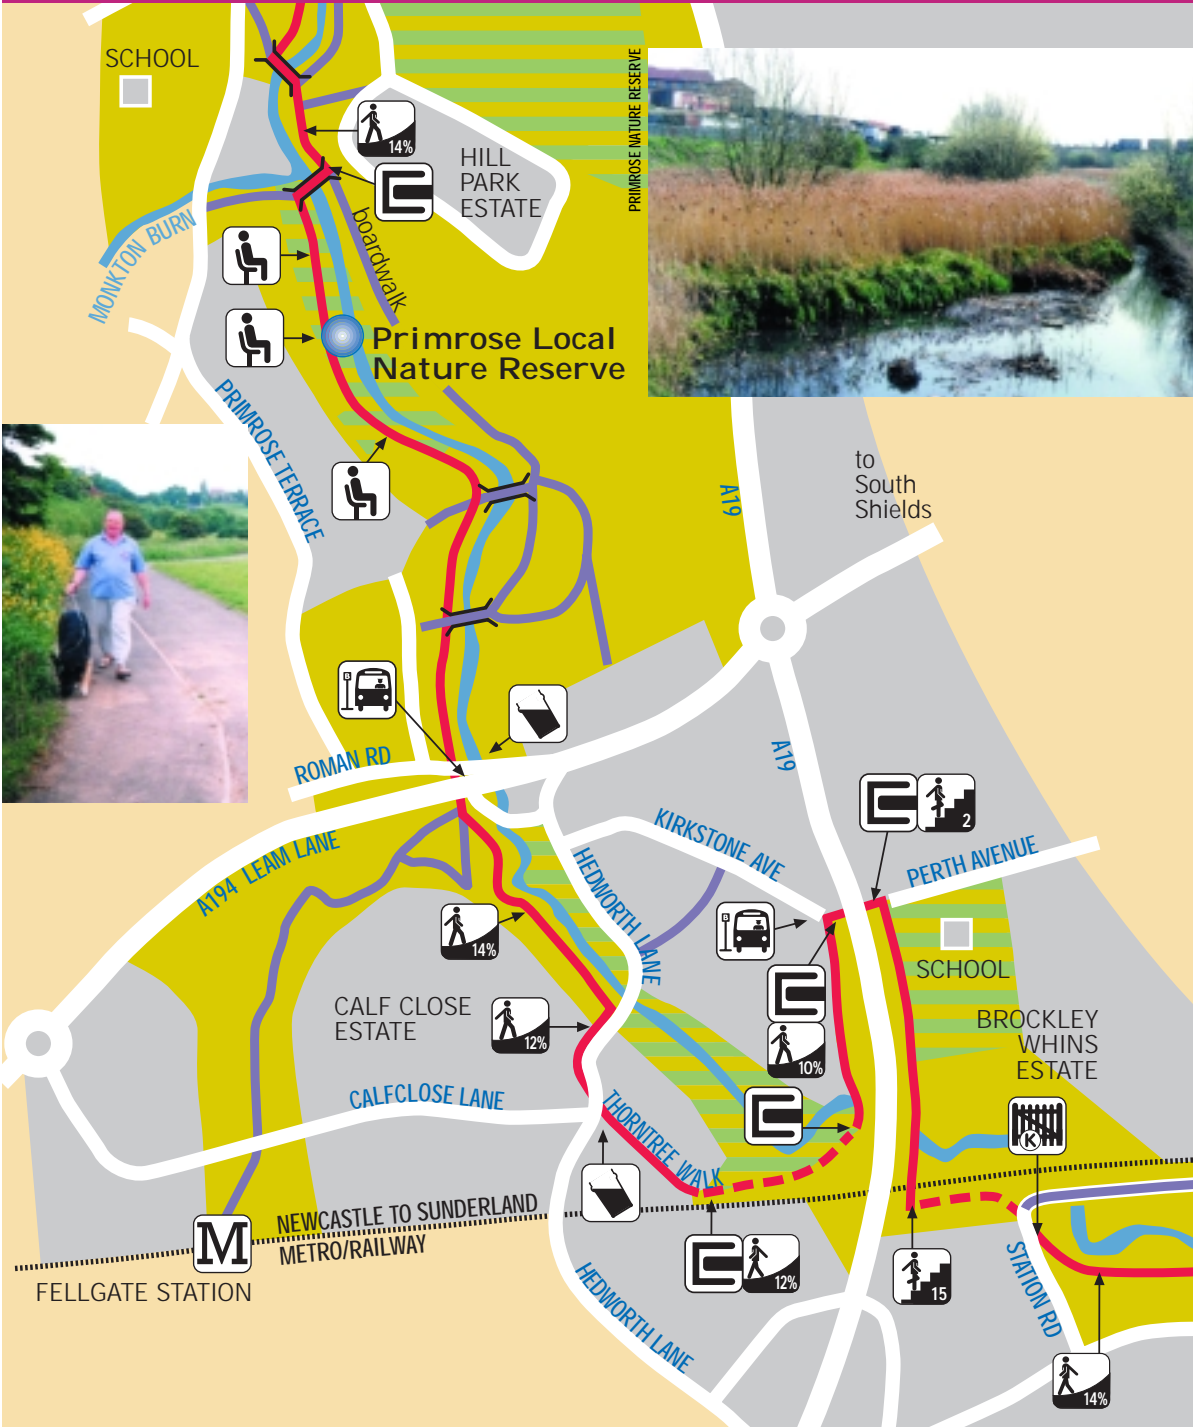 SCHOOL
14%
HILL
PARK
ESTATE
PRIMROSE NATURE RESERVE
MONKTON BURN
boardwalk
Primrose Local
Nature Reserve
PRIMROSE TERRACE
to
South
Shields
A19
B
ROMAN RD
A19
2
KIRKSTONE AVE
PERTH AVENUE
A194 LEAM LANE
HEDWORTH LANE
B
14%
SCHOOL
CALF CLOSE
ESTATE
12%
BROCKLEY
WHINS
ESTATE
10%
CALFCLOSE LANE
THORNTREE WALK
K
NEWCASTLE TO SUNDERLAND
METRO/RAILWAY
M
FELLGATE STATION
12%
15
STATION RD
HEDWORTH LANE
14%